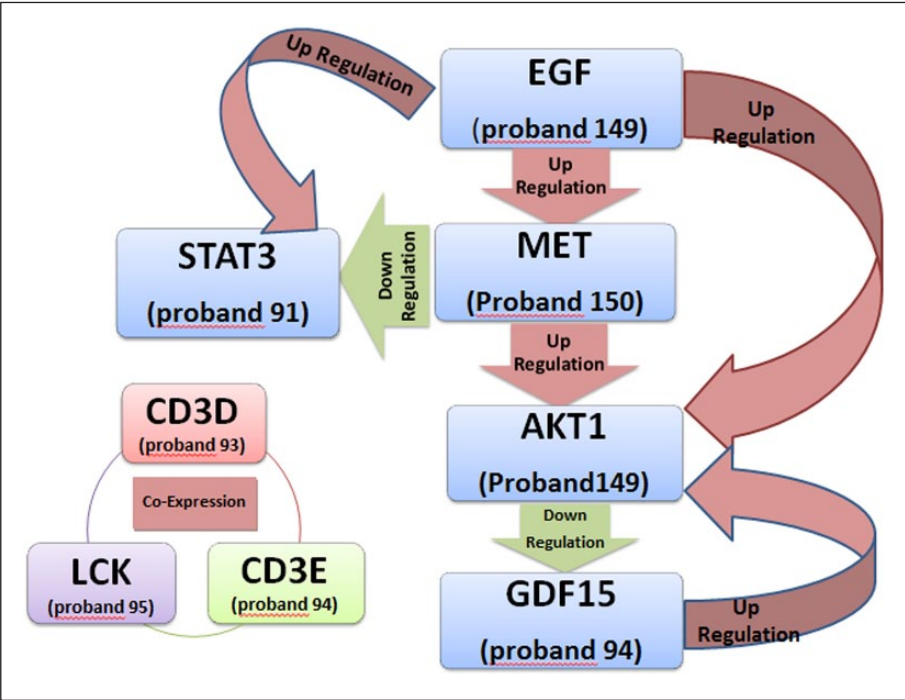 Up Regulation
EGF
(proband 149)
Up
Regulation
Up
Regulation
STAT3
(proband 91)
Down
Regulation
MET
(Proband 150)
Up
Regulation
CD3D
(proband 93)
Co-Expression
LCK
(proband 95)
CD3E
(proband 94)
AKT1
(Proband149)
Down
Regulation
GDF15
(proband 94)
Up
Regulation